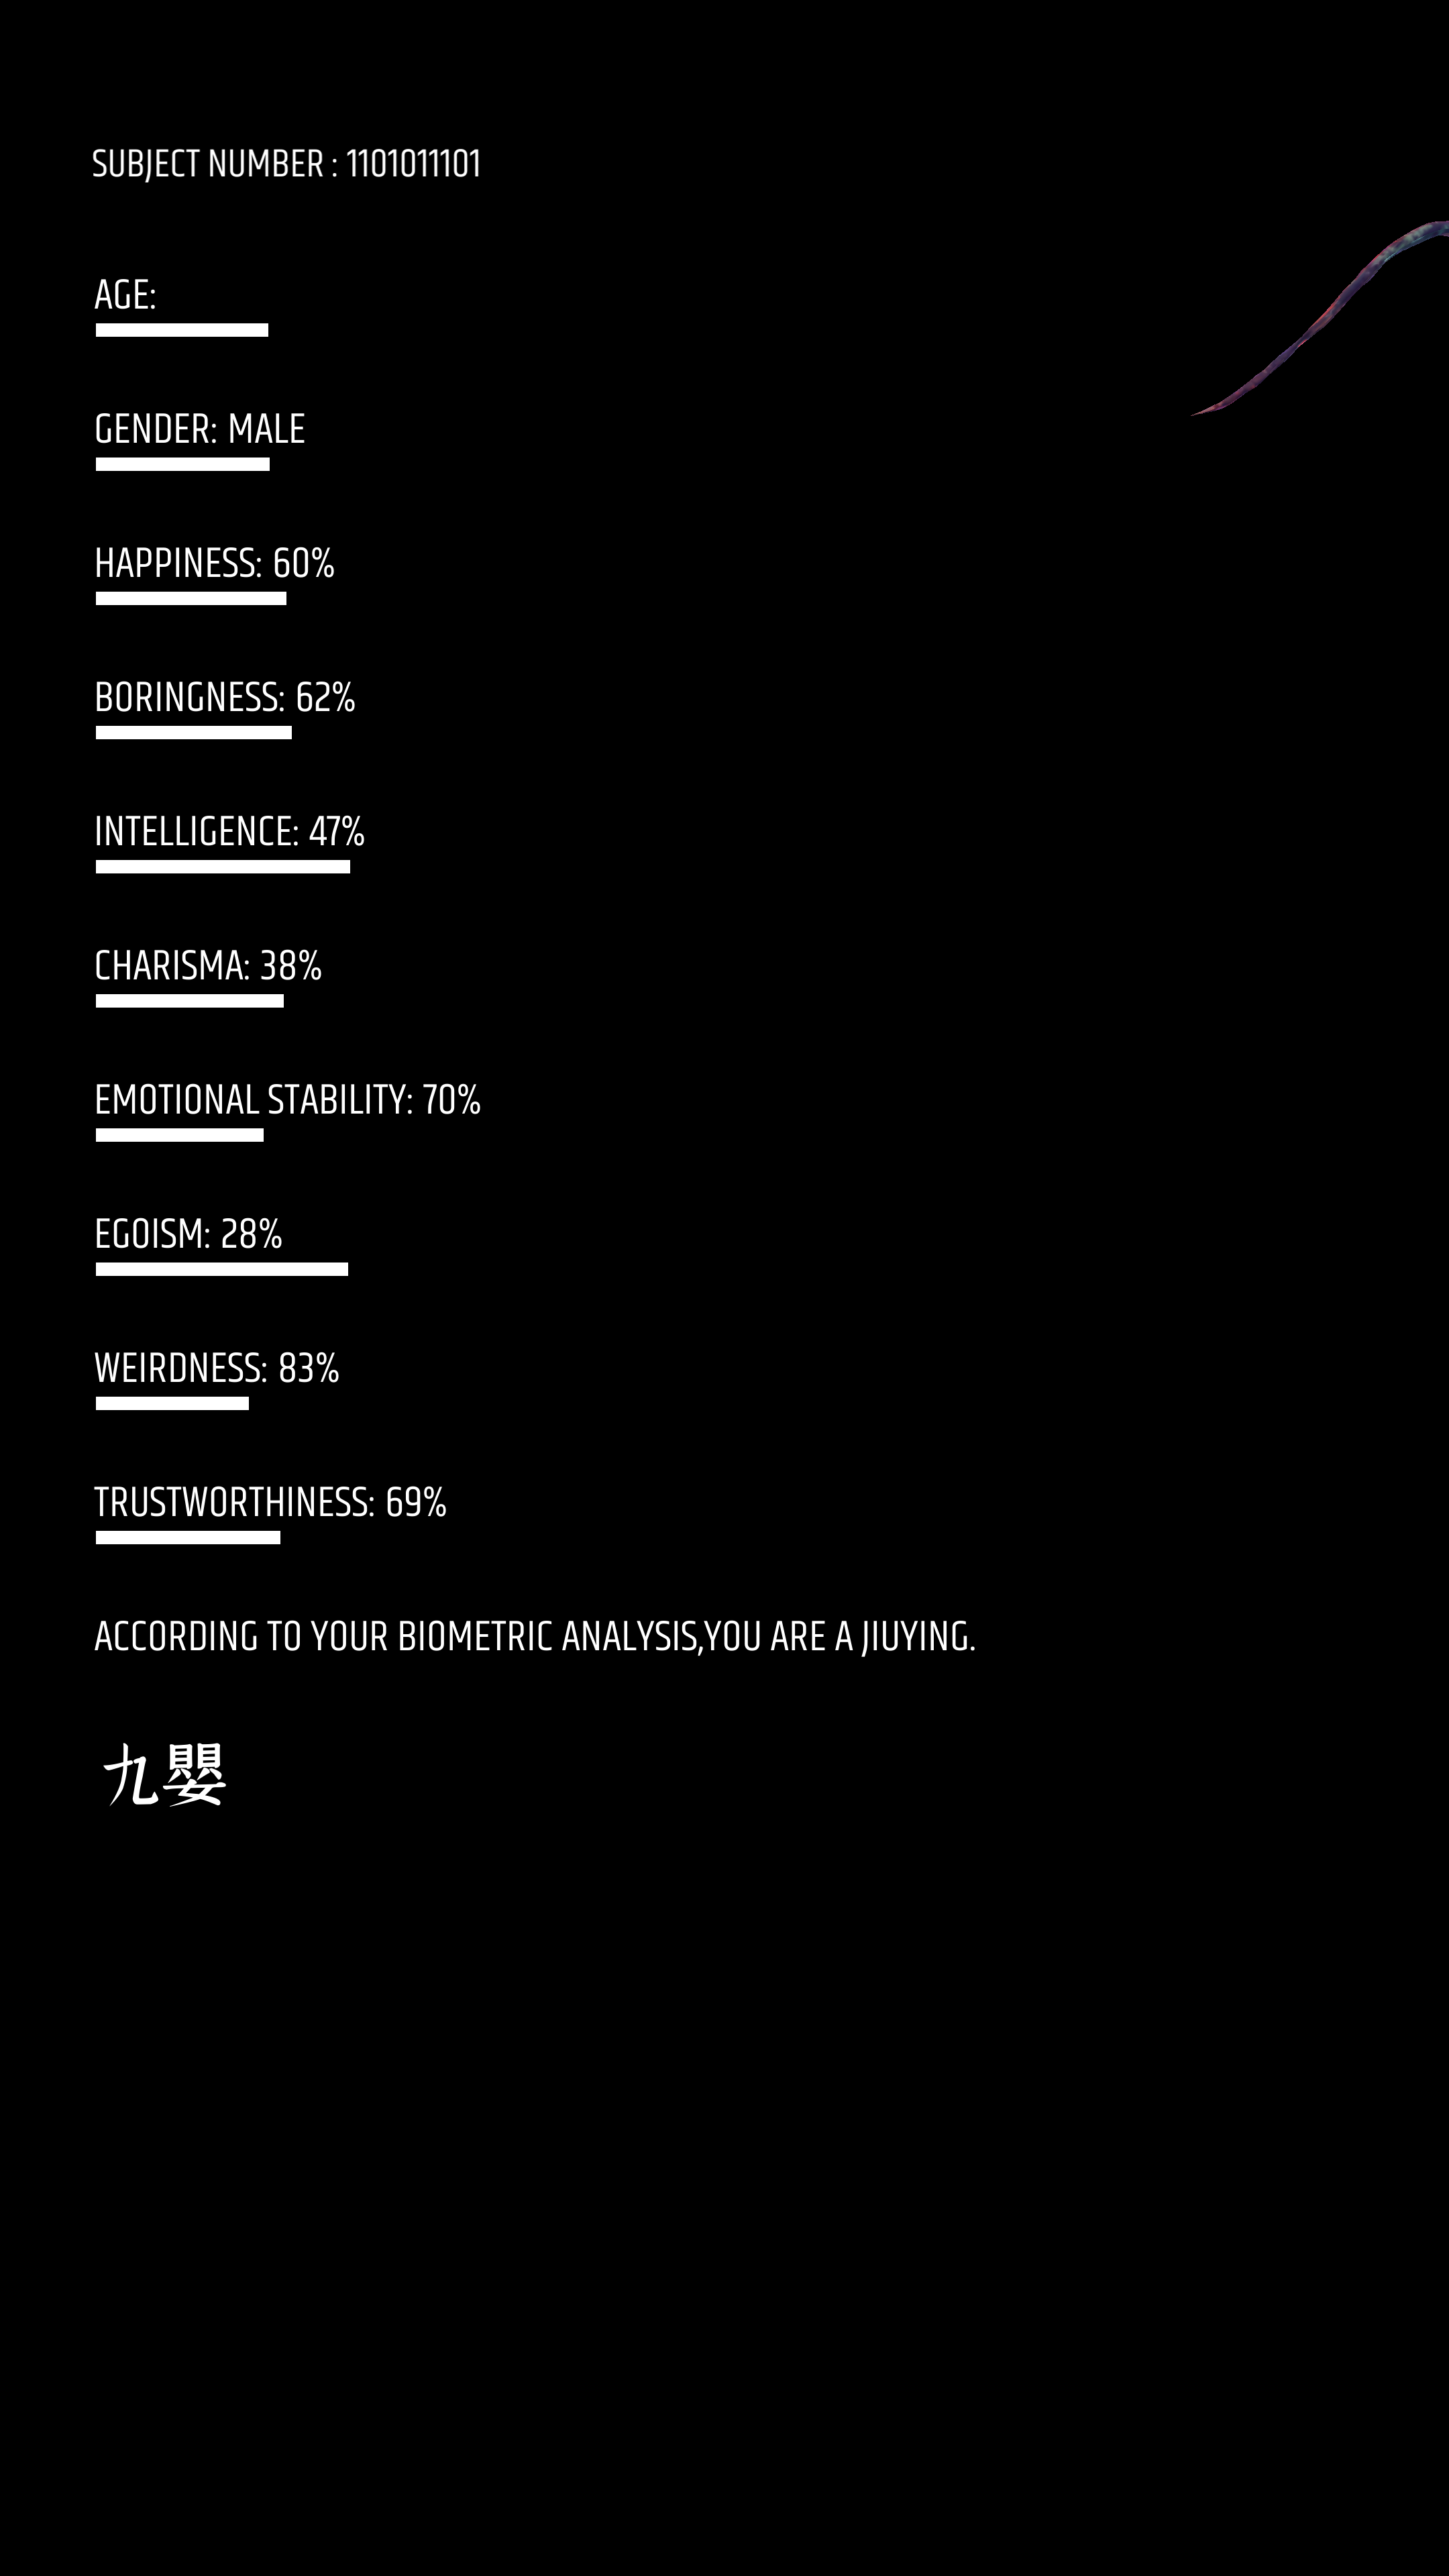 SUBJECT NUMBER : 1101011101
AGE:
GENDER: MALE
HAPPINESS: 60%
BORINGNESS: 62%
INTELLIGENCE: 47%
CHARISMA: 38%
EMOTIONAL STABILITY: 70%
EGOISM: 28%
WEIRDNESS: 83%
TRUSTWORTHINESS: 69%
ACCORDING TO YOUR BIOMETRIC ANALYSIS,YOU ARE A JIUYING.
九嬰